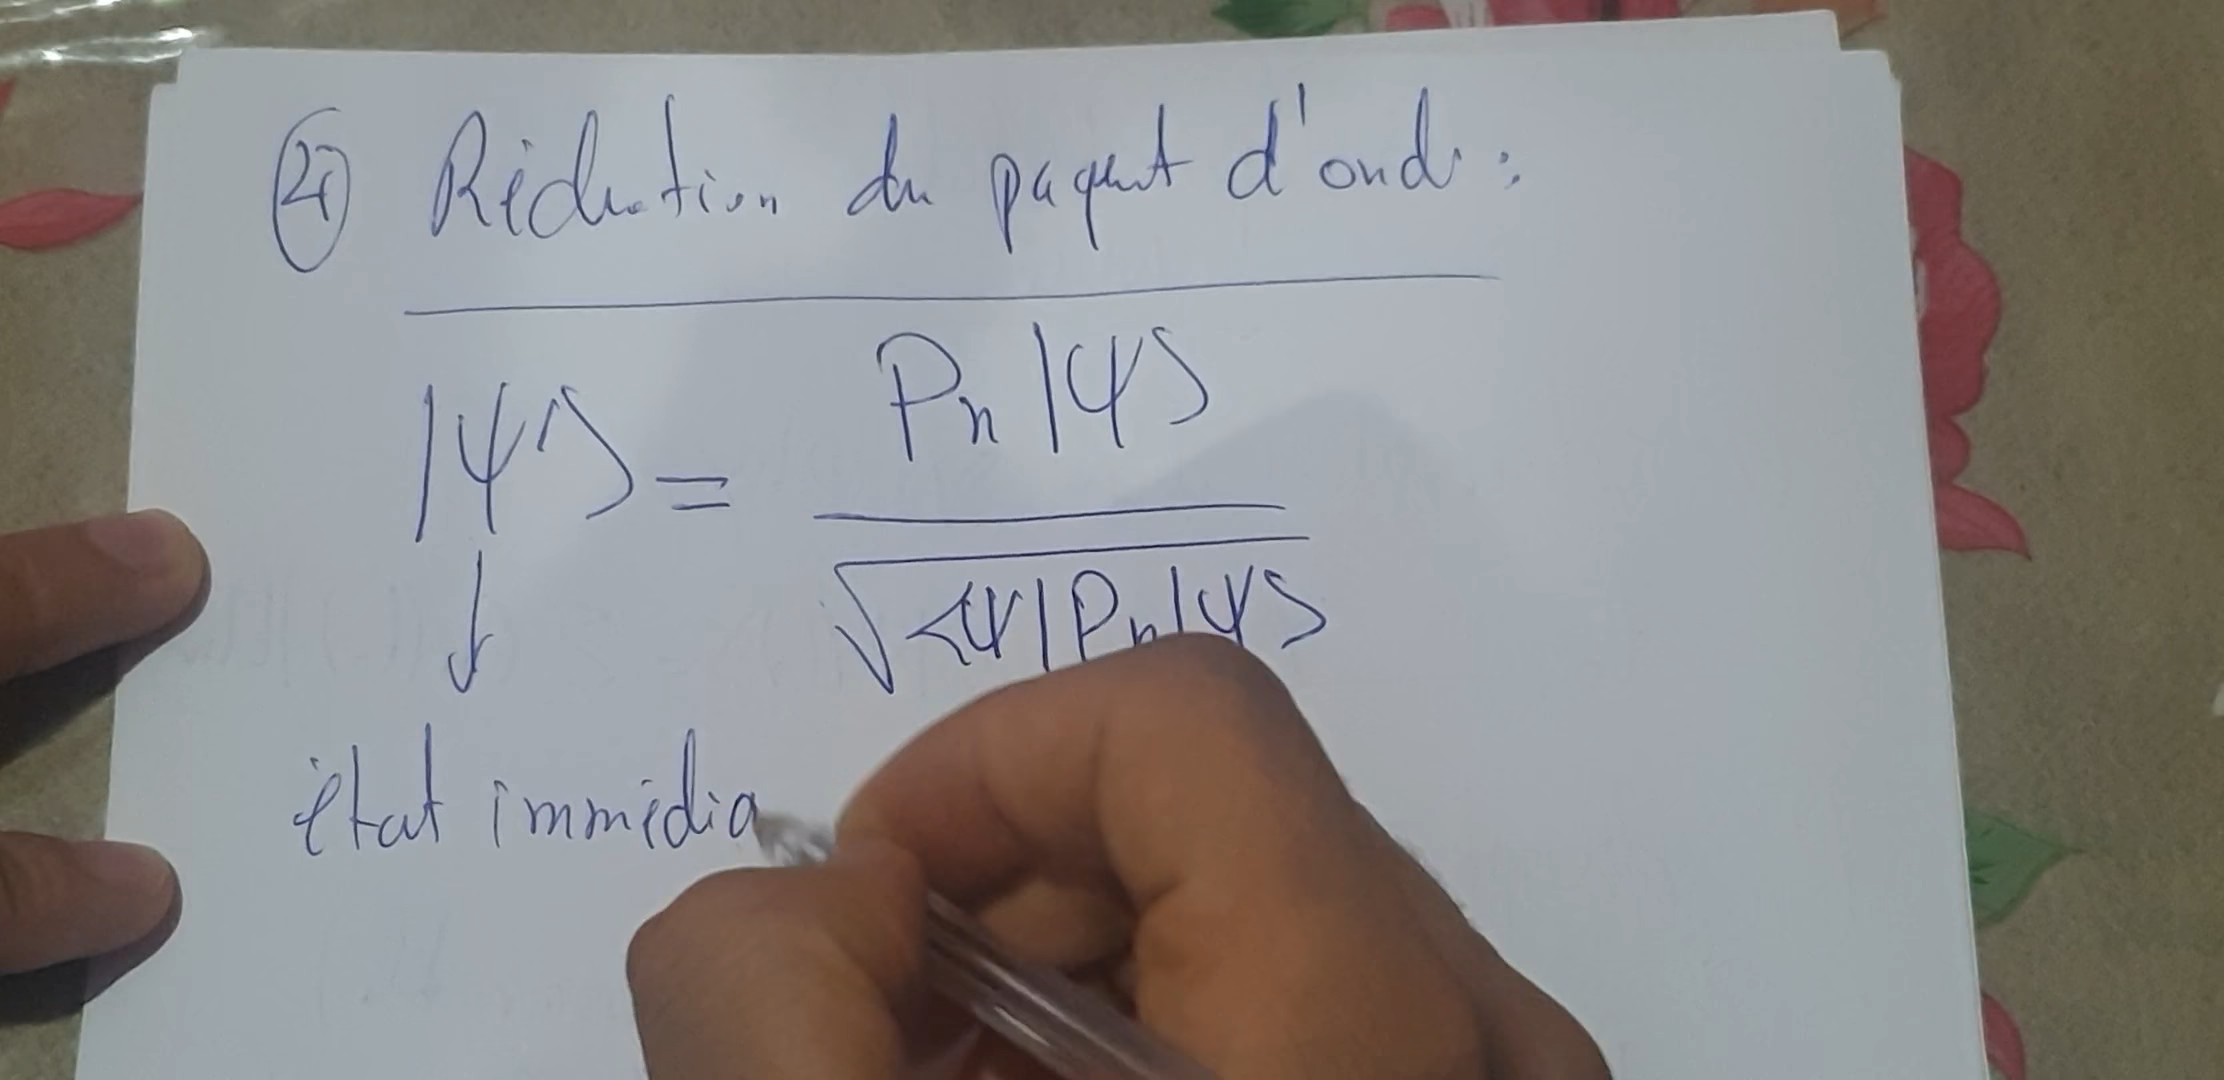 ④ Réduction du paquet d'onde :
|ψ'⟩ = Pn |ψ⟩ / √⟨ψ|Pn|ψ⟩
↓
état immédia